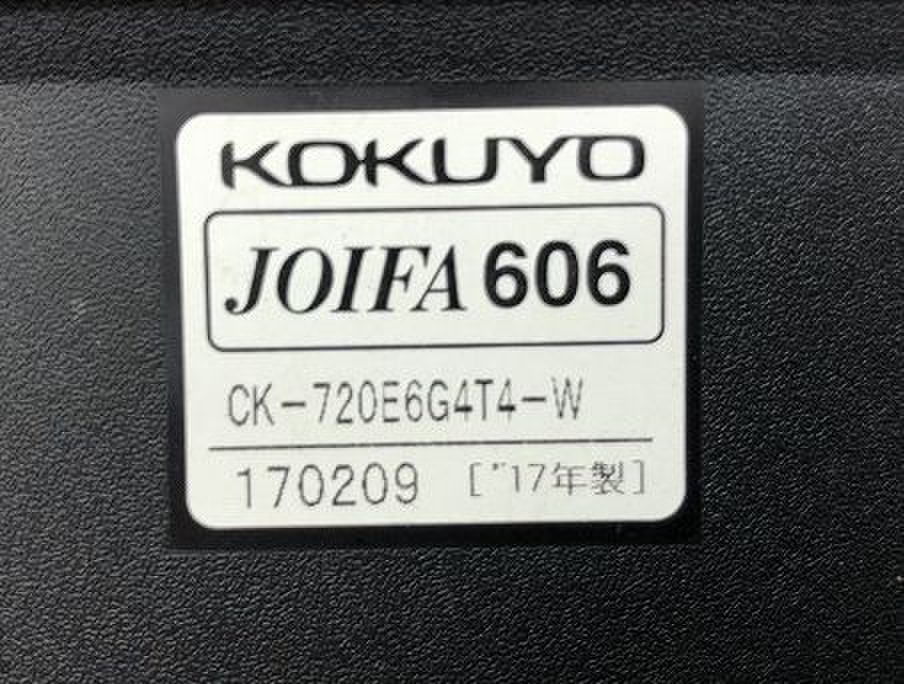 KOKUYO
JOIFA 606
CK-720E6G4T4-W
170209 ['17年製]